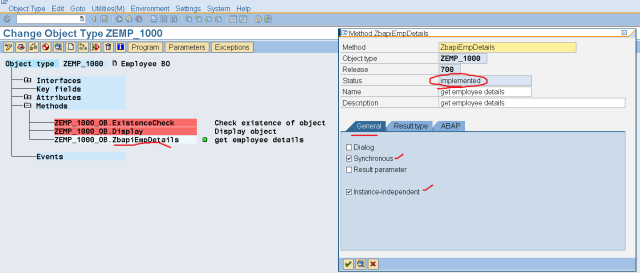 Object Type Edit Goto Utilities(M) Environment Settings System Help
Change Object Type ZEMP_1000
Program Parameters Exceptions
Object type ZEMP_1000 Employee BO
Interfaces
Key fields
Attributes
Methods
ZEMP_1000_OB.ExistenceCheck Check existence of object
ZEMP_1000_OB.Display Display object
ZEMP_1000_OB.ZbapiEmpDetails get employee details
Events
Method ZbapiEmpDetails
Method ZbapiEmpDetails
Object type ZEMP_1000
Release 700
Status implemented
Name get employee details
Description get employee details
General Result type ABAP
Dialog
Synchronous
Result parameter
Instance-independent